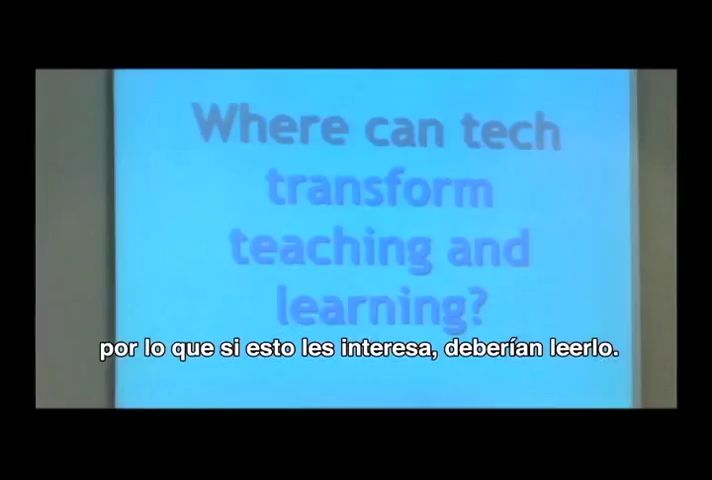 Where can tech
transform
teaching and
learning?
por lo que si esto les interesa, deberían leerlo.